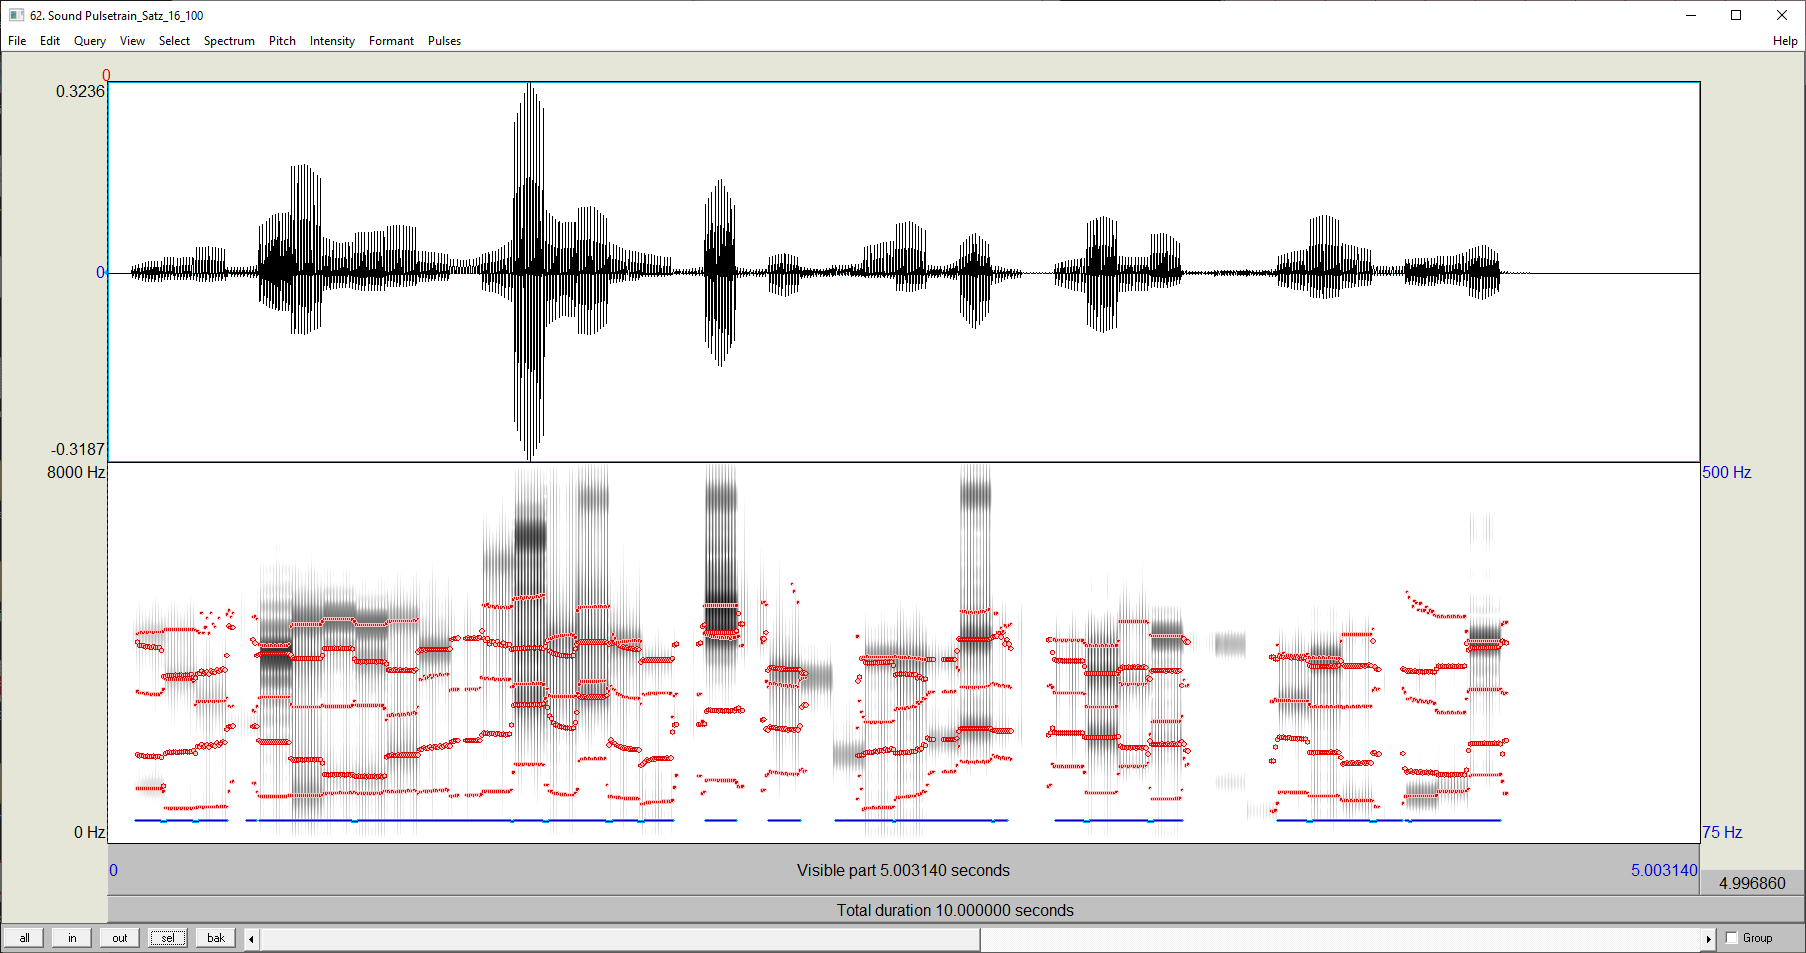 62. Sound Pulsetrain_Satz_16_100
File Edit Query View Select Spectrum Pitch Intensity Formant Pulses Help
0
0.3236
0
-0.3187
8000 Hz 500 Hz
0 Hz 75 Hz
0 Visible part 5.003140 seconds 5.003140
4.996860
Total duration 10.000000 seconds
all in out sel bak Group